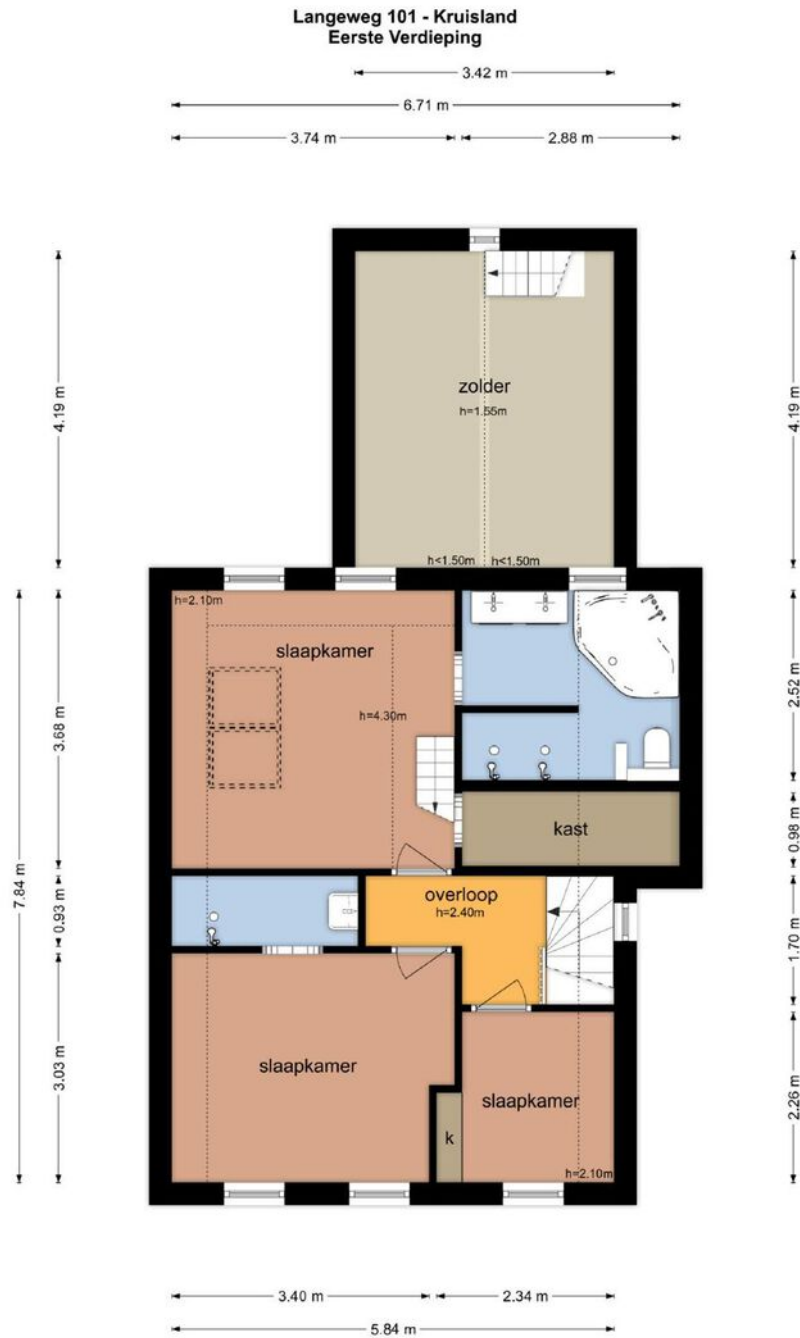 Langeweg 101 - Kruisland
Eerste Verdieping
3.42 m
6.71 m
3.74 m
2.88 m
4.19 m
4.19 m
zolder
h=1.55m
h<1.50m
h<1.50m
h=2.10m
slaapkamer
h=4.30m
3.68 m
2.52 m
kast
0.98 m
7.84 m
0.93 m
overloop
h=2.40m
1.70 m
3.03 m
slaapkamer
slaapkamer
k
h=2.10m
2.26 m
3.40 m
2.34 m
5.84 m